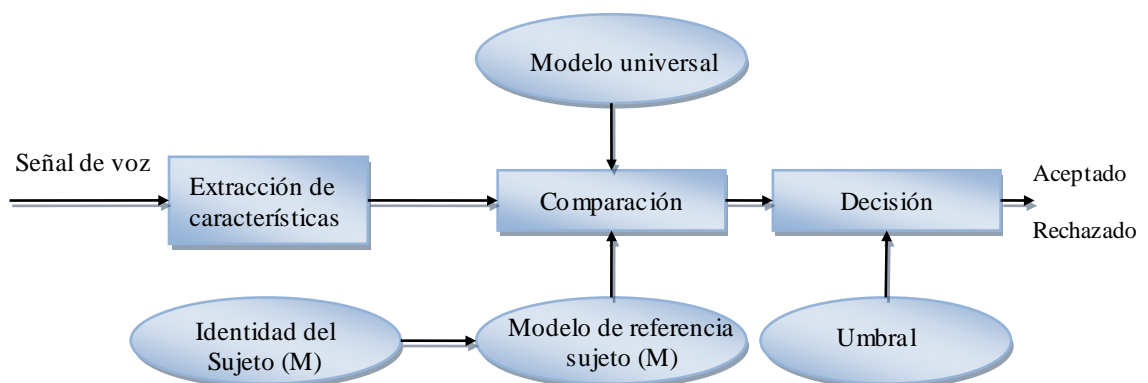 Modelo universal
Señal de voz
Extracción de
características
Comparación
Decisión
Aceptado
Rechazado
Identidad del
Sujeto (M)
Modelo de referencia
sujeto (M)
Umbral